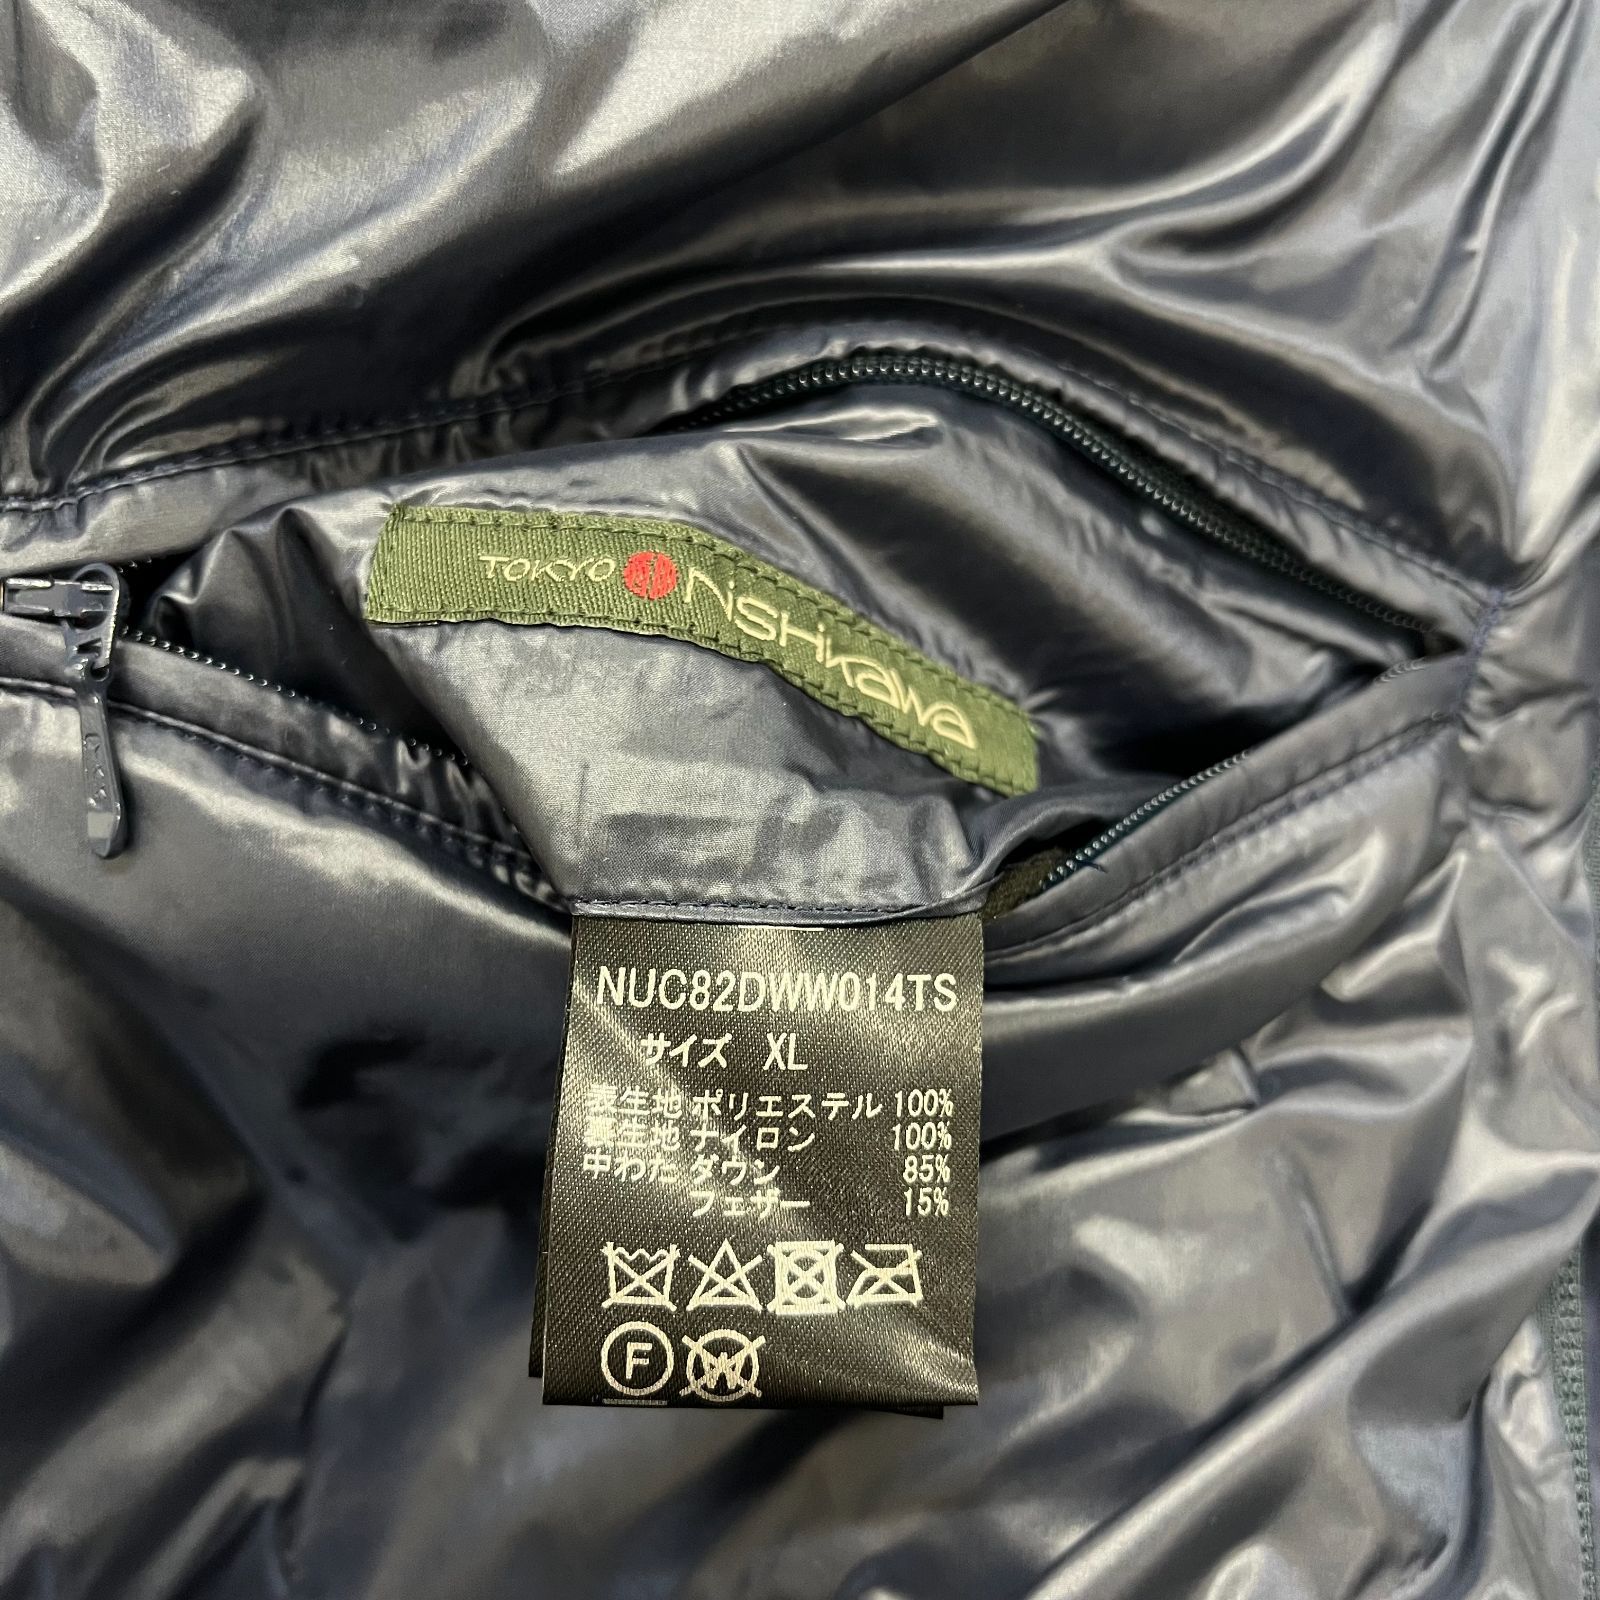 TOKYO nishikawa
NUC82DWW014TS
サイズ XL
表生地 ポリエステル 100%
裏生地 ナイロン 100%
中わた ダウン 85%
フェザー 15%
F
W